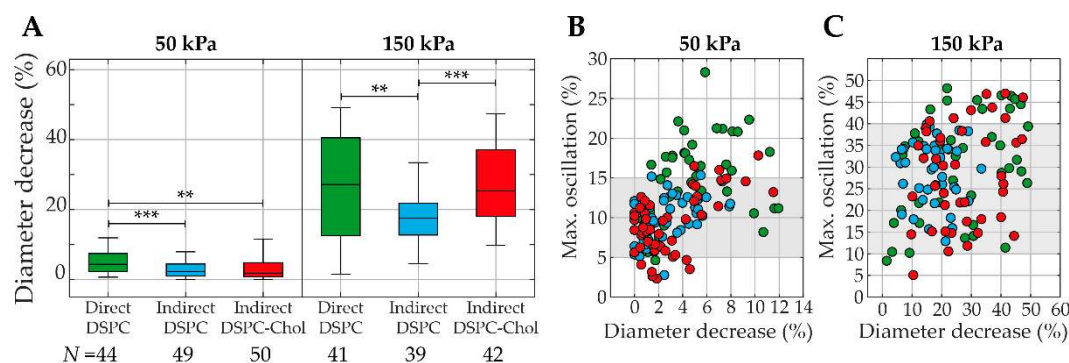 A
50 kPa
150 kPa
Diameter decrease (%)
60
40
20
0
***
**
**
***
Direct DSPC
Indirect DSPC
Indirect DSPC-Chol
Direct DSPC
Indirect DSPC
Indirect DSPC-Chol
N =44 49 50 41 39 42
B
50 kPa
Max. oscillation (%)
30
25
20
15
10
5
0
0 2 4 6 8 10 12 14
Diameter decrease (%)
C
150 kPa
Max. oscillation (%)
50
45
40
35
30
25
20
15
10
5
0
0 10 20 30 40 50 60
Diameter decrease (%)